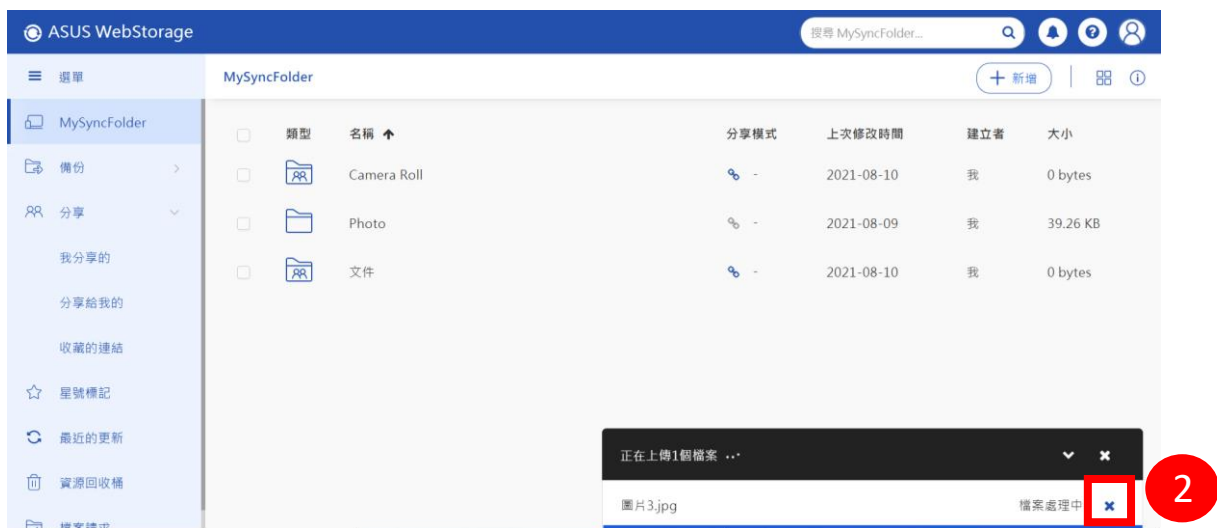 ASUS WebStorage
搜尋 MySyncFolder...
選單
MySyncFolder
新增
MySyncFolder
類型 名稱 分享模式 上次修改時間 建立者 大小
備份
Camera Roll - 2021-08-10 我 0 bytes
分享
Photo - 2021-08-09 我 39.26 KB
我分享的
文件 - 2021-08-10 我 0 bytes
分享給我的
收藏的連結
星號標記
最近的更新
正在上傳1個檔案 ...
資源回收桶
圖片3.jpg 檔案處理中
2
檔案請求